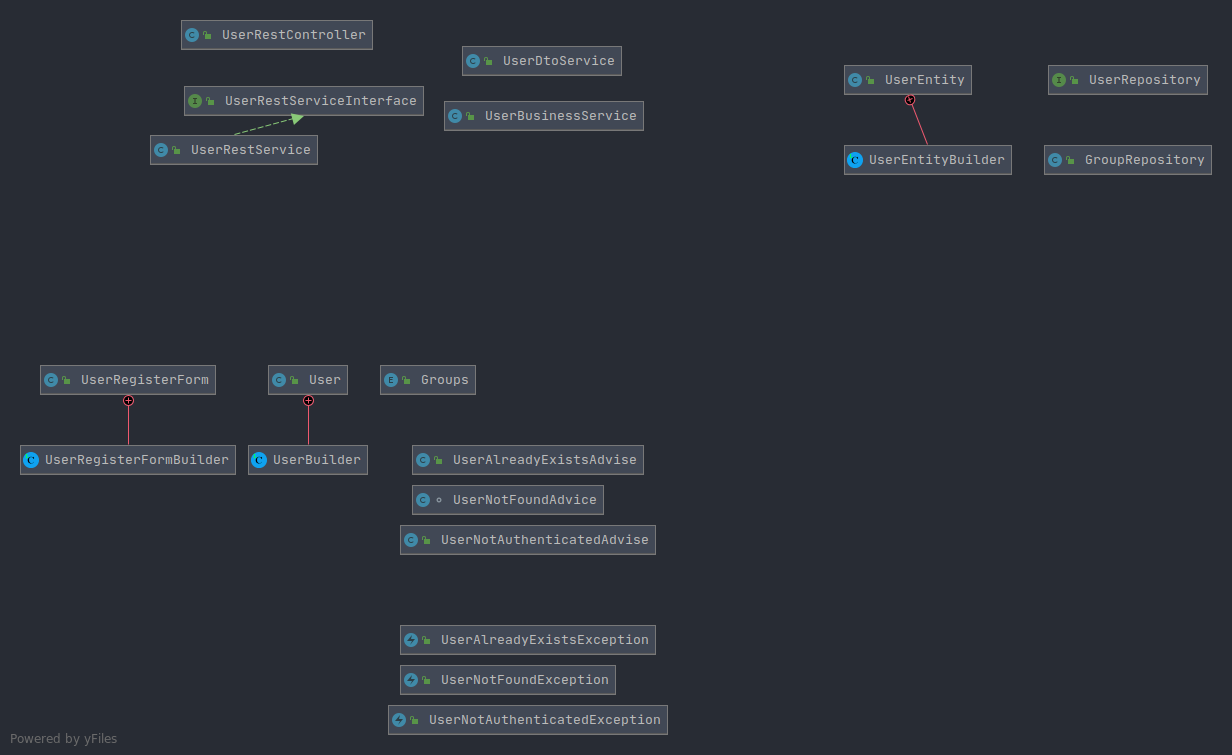 UserRestController
UserDtoService
UserEntity
UserRepository
UserRestServiceInterface
UserBusinessService
UserRestService
UserEntityBuilder
GroupRepository
UserRegisterForm
User
Groups
UserRegisterFormBuilder
UserBuilder
UserAlreadyExistsAdvise
UserNotFoundAdvice
UserNotAuthenticatedAdvise
UserAlreadyExistsException
UserNotFoundException
UserNotAuthenticatedException
Powered by yFiles